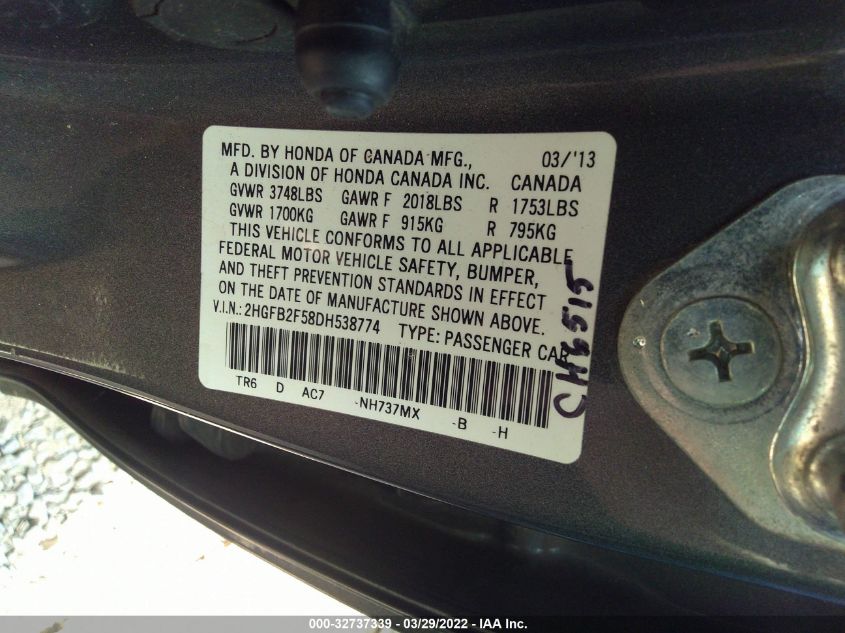 MFD. BY HONDA OF CANADA MFG., 03/'13
A DIVISION OF HONDA CANADA INC. CANADA
GVWR 3748LBS GAWR F 2018LBS R 1753LBS
GVWR 1700KG GAWR F 915KG R 795KG
THIS VEHICLE CONFORMS TO ALL APPLICABLE
FEDERAL MOTOR VEHICLE SAFETY, BUMPER,
AND THEFT PREVENTION STANDARDS IN EFFECT
ON THE DATE OF MANUFACTURE SHOWN ABOVE.
V.I.N.: 2HGFB2F58DH538774 TYPE: PASSENGER CAR
TR6 D AC7 -NH737MX -B -H
000-32737339 - 03/29/2022 - IAA Inc.